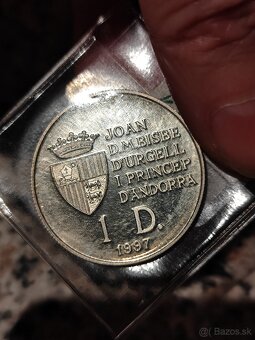 JOAN
D.M.BISBE
D'URGELL
I PRINCEP
D'ANDORRA
1 D.
1997
Bazos.sk